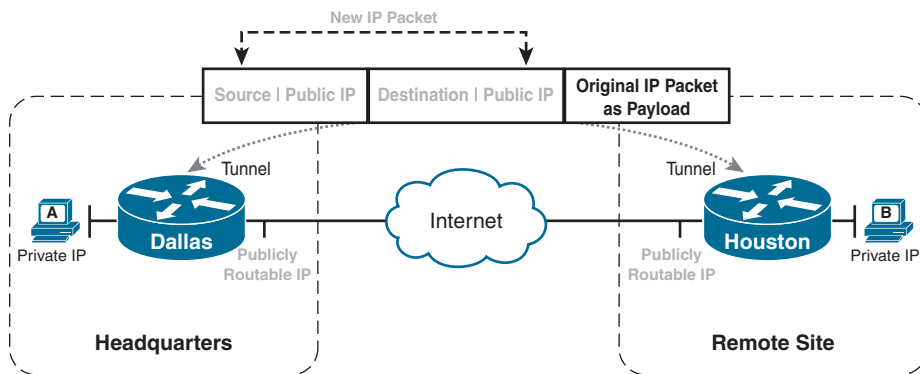 New IP Packet
Source | Public IP
Destination | Public IP
Original IP Packet
as Payload
Tunnel
Tunnel
A
B
Dallas
Internet
Houston
Private IP
Publicly
Routable IP
Publicly
Routable IP
Private IP
Headquarters
Remote Site